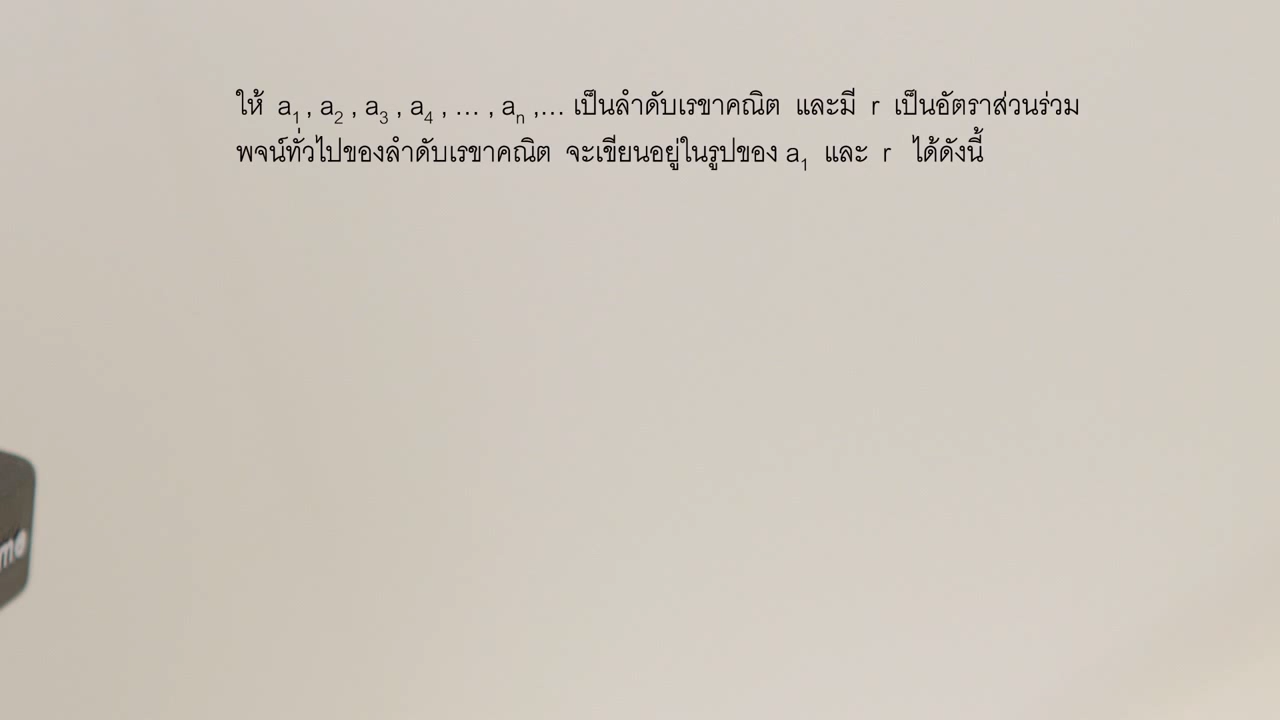 ให้ a₁ , a₂ , a₃ , a₄ , … , aₙ ,… เป็นลำดับเรขาคณิต และมี r เป็นอัตราส่วนร่วม
พจน์ทั่วไปของลำดับเรขาคณิต จะเขียนอยู่ในรูปของ a₁ และ r ได้ดังนี้